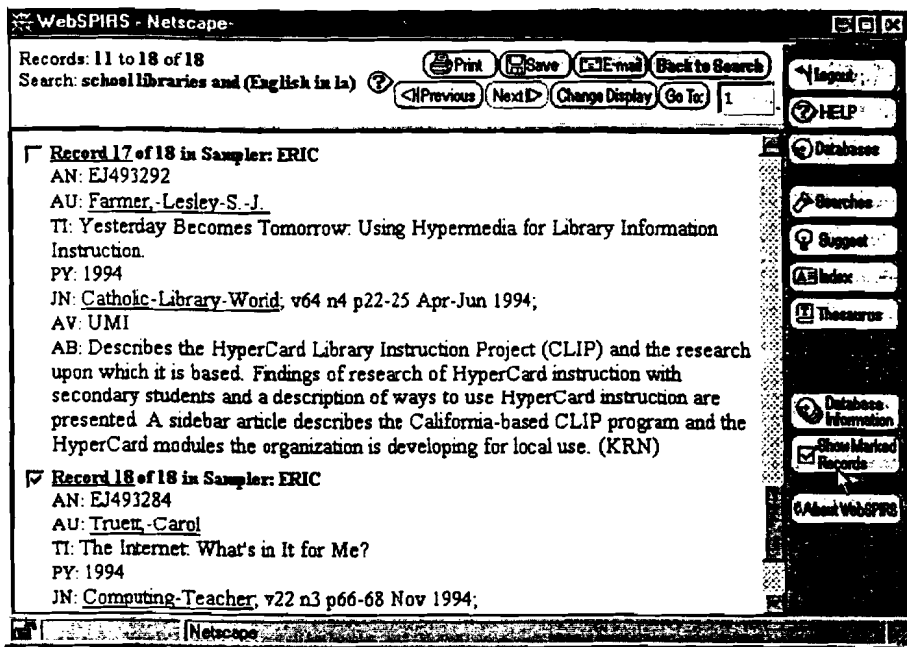 WebSPIRS - Netscape
Records: 11 to 18 of 18
Search: school libraries and (English in la)
Print Save E-mail Back to Search
Previous Next Change Display Go To: 1
Logout
HELP
Databases
Searches
Suggest
Index
Thesaurus
Database Information
Show Marked Records
About WebSPIRS
Record 17 of 18 in Sampler: ERIC
AN: EJ493292
AU: Farmer,-Lesley-S.-J.
TI: Yesterday Becomes Tomorrow: Using Hypermedia for Library Information
Instruction.
PY: 1994
JN: Catholic-Library-World; v64 n4 p22-25 Apr-Jun 1994;
AV: UMI
AB: Describes the HyperCard Library Instruction Project (CLIP) and the research
upon which it is based. Findings of research of HyperCard instruction with
secondary students and a description of ways to use HyperCard instruction are
presented. A sidebar article describes the California-based CLIP program and the
HyperCard modules the organization is developing for local use. (KRN)
Record 18 of 18 in Sampler: ERIC
AN: EJ493284
AU: Truett,-Carol
TI: The Internet: What's in It for Me?
PY: 1994
JN: Computing-Teacher; v22 n3 p66-68 Nov 1994;
Netscape